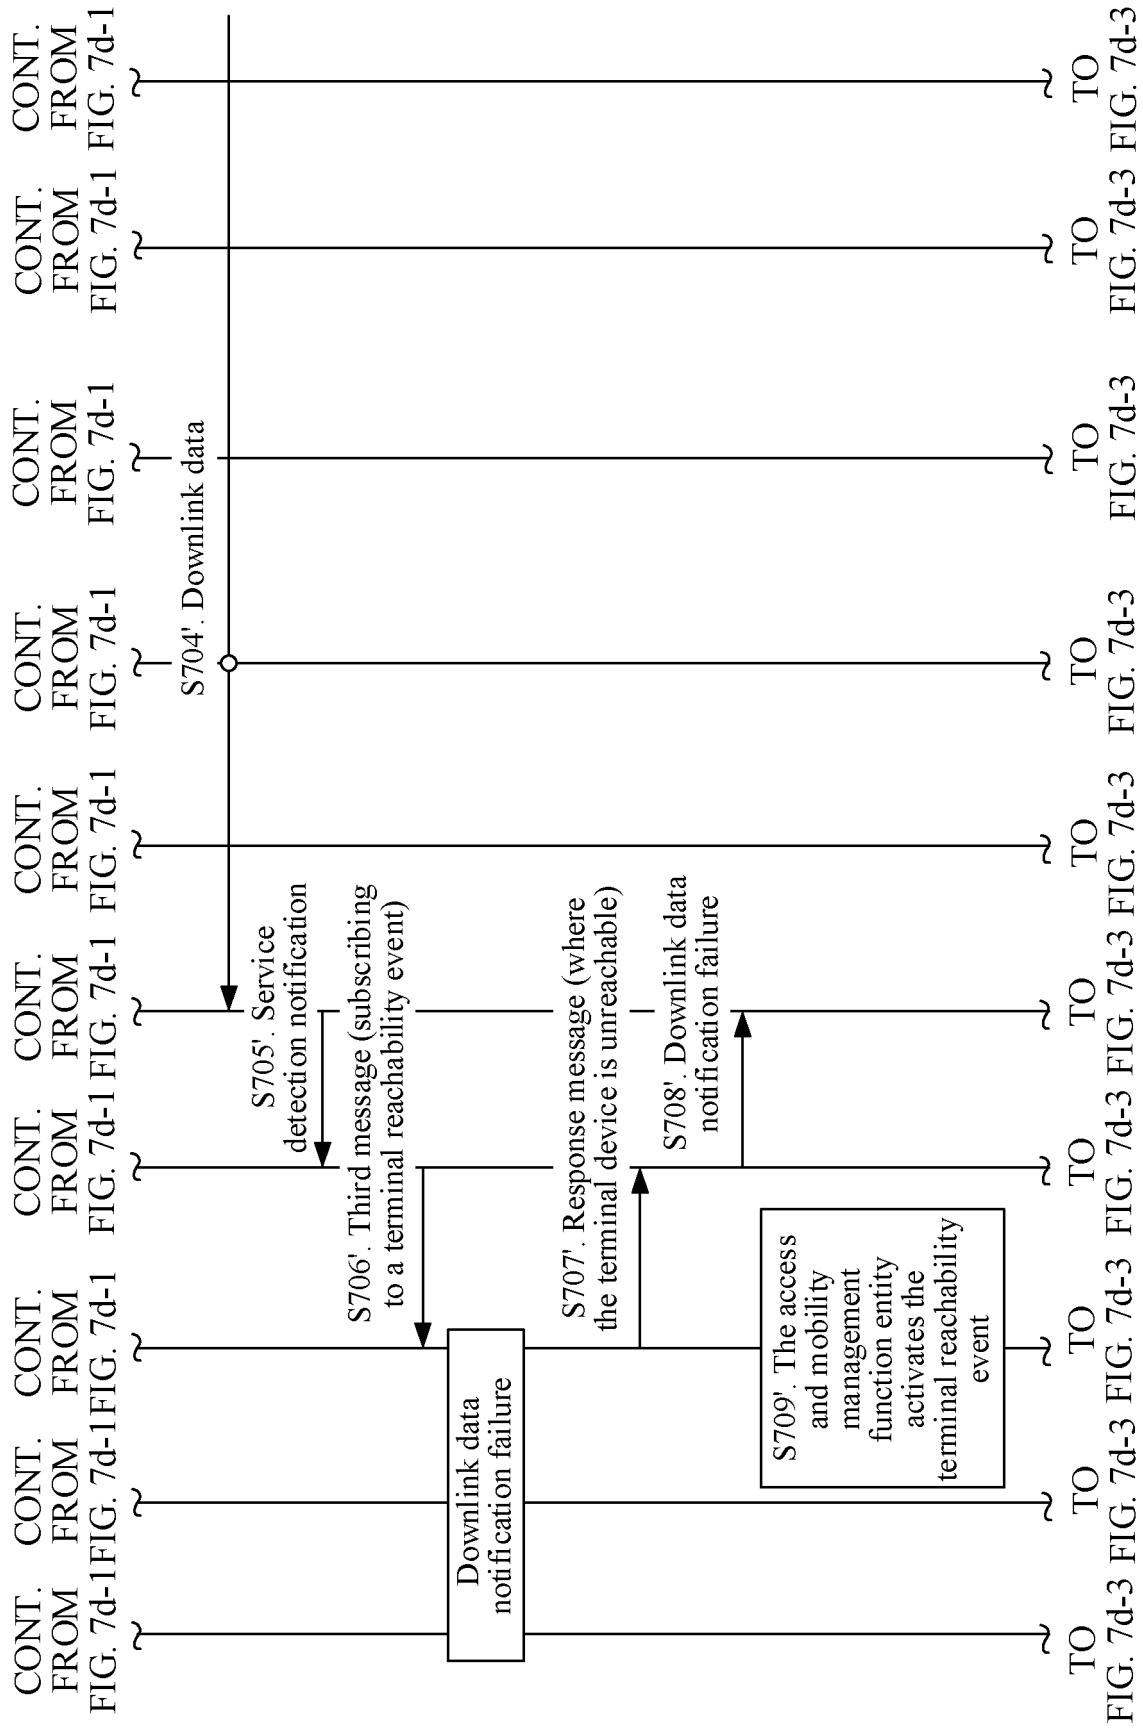 CONT.
FROM
FIG. 7d-1
CONT.
FROM
FIG. 7d-1
CONT.
FROM
FIG. 7d-1
CONT.
FROM
FIG. 7d-1
CONT.
FROM
FIG. 7d-1
CONT.
FROM
FIG. 7d-1
CONT.
FROM
FIG. 7d-1
CONT.
FROM
FIG. 7d-1
CONT.
FROM
FIG. 7d-1
CONT.
FROM
FIG. 7d-1
S704'. Downlink data
S705'. Service
detection notification
S706'. Third message (subscribing
to a terminal reachability event)
Downlink data
notification failure
S707'. Response message (where
the terminal device is unreachable)
S708'. Downlink data
notification failure
S709'. The access
and mobility
management
function entity
activates the
terminal reachability
event
TO
FIG. 7d-3
TO
FIG. 7d-3
TO
FIG. 7d-3
TO
FIG. 7d-3
TO
FIG. 7d-3
TO
FIG. 7d-3
TO
FIG. 7d-3
TO
FIG. 7d-3
TO
FIG. 7d-3
TO
FIG. 7d-3